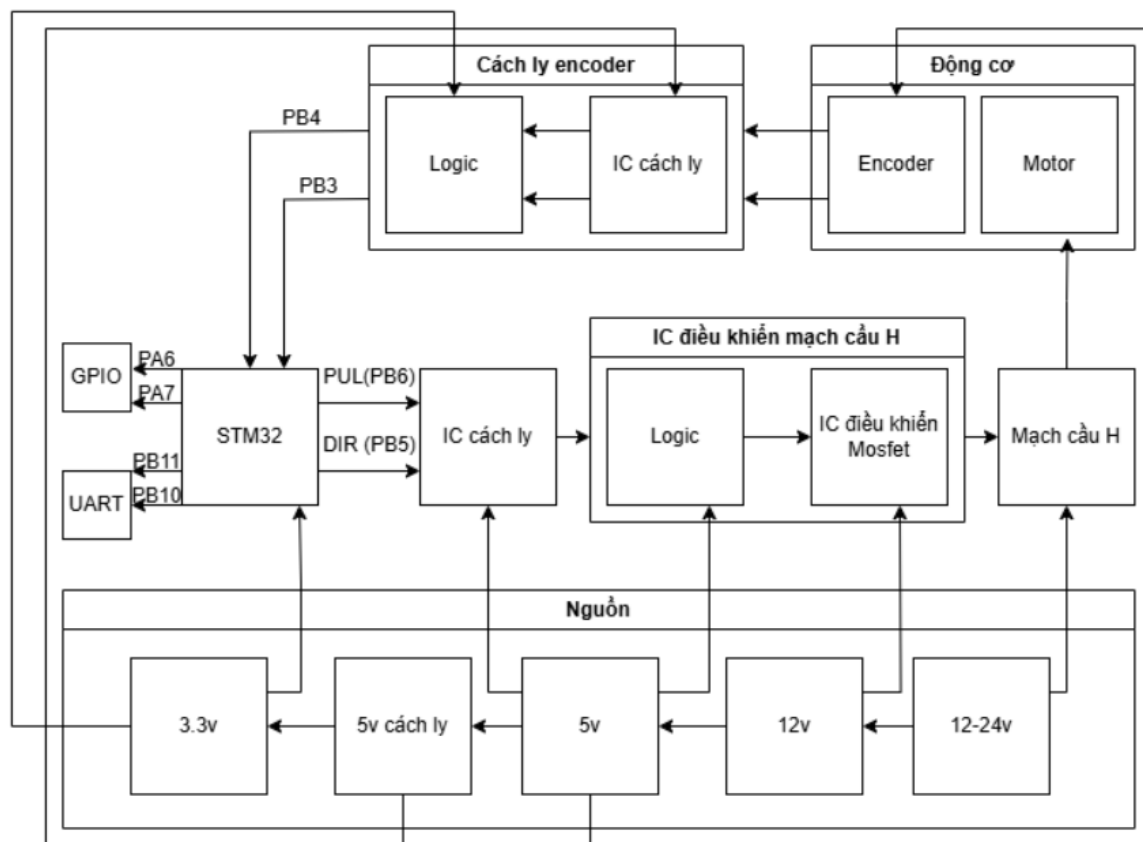 Cách ly encoder
Động cơ
PB4
Logic
IC cách ly
Encoder
Motor
PB3
IC điều khiển mạch cầu H
GPIO
PA6
PA7
STM32
PUL(PB6)
DIR (PB5)
IC cách ly
Logic
IC điều khiển
Mosfet
Mạch cầu H
UART
PB11
PB10
Nguồn
3.3v
5v cách ly
5v
12v
12-24v